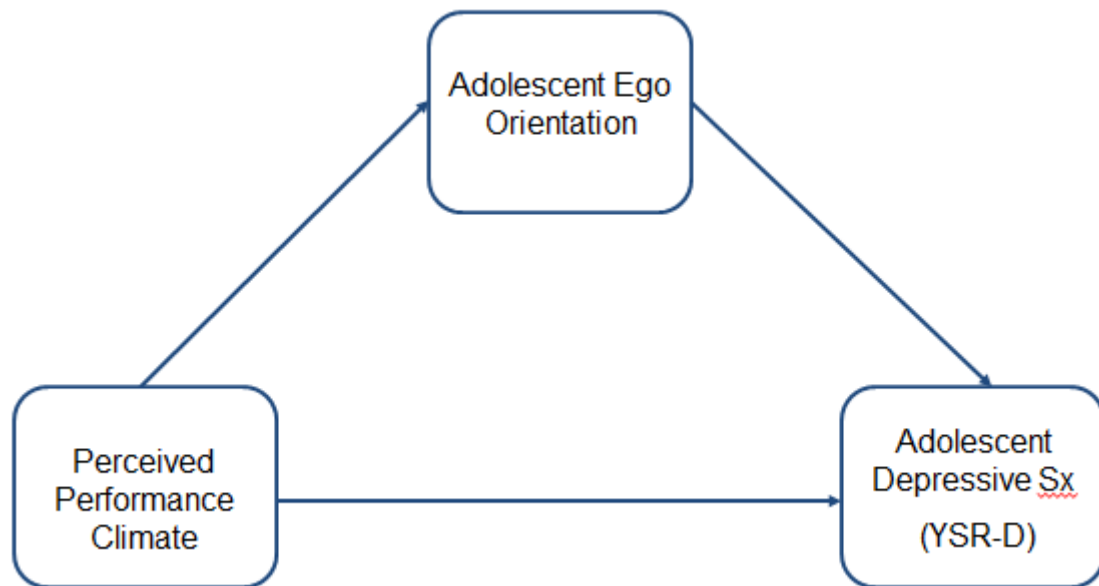 Adolescent Ego
Orientation
Perceived
Performance
Climate
Adolescent
Depressive Sx
(YSR-D)